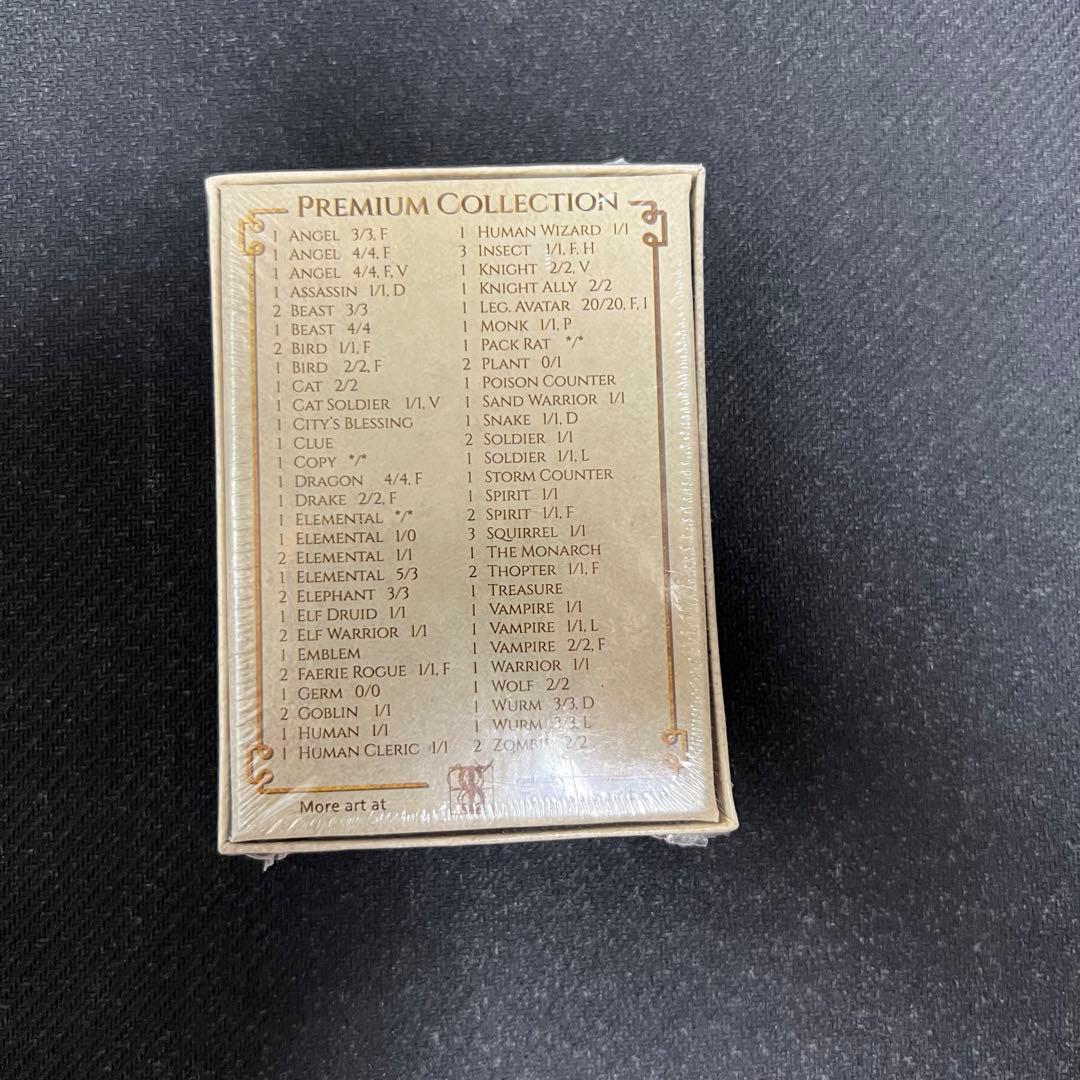 PREMIUM COLLECTION
1 ANGEL 3/3, F
1 ANGEL 4/4, F
1 ANGEL 4/4, F, V
1 ASSASSIN 1/1, D
2 BEAST 3/3
1 BEAST 4/4
2 BIRD 1/1, F
1 BIRD 2/2, F
1 CAT 2/2
1 CAT SOLDIER 1/1, V
1 CITY'S BLESSING
1 CLUE
1 COPY */*
1 DRAGON 4/4, F
1 DRAKE 2/2, F
1 ELEMENTAL */*
1 ELEMENTAL 1/0
2 ELEMENTAL 1/1
1 ELEMENTAL 5/3
2 ELEPHANT 3/3
1 ELF DRUID 1/1
2 ELF WARRIOR 1/1
1 EMBLEM
2 FAERIE ROGUE 1/1, F
1 GERM 0/0
2 GOBLIN 1/1
1 HUMAN 1/1
1 HUMAN CLERIC 1/1
1 HUMAN WIZARD 1/1
3 INSECT 1/1, F, H
1 KNIGHT 2/2, V
1 KNIGHT ALLY 2/2
1 LEG. AVATAR 20/20, F, I
1 MONK 1/1, P
1 PACK RAT */*
2 PLANT 0/1
1 POISON COUNTER
1 SAND WARRIOR 1/1
1 SNAKE 1/1, D
2 SOLDIER 1/1
1 SOLDIER 1/1, L
1 STORM COUNTER
1 SPIRIT 1/1
2 SPIRIT 1/1, F
3 SQUIRREL 1/1
1 THE MONARCH
2 THOPTER 1/1, F
1 TREASURE
1 VAMPIRE 1/1
1 VAMPIRE 1/1, L
1 VAMPIRE 2/2, F
1 WARRIOR 1/1
1 WOLF 2/2
1 WURM 3/3, D
1 WURM 3/3, L
2 ZOMBIE 2/2
More art at